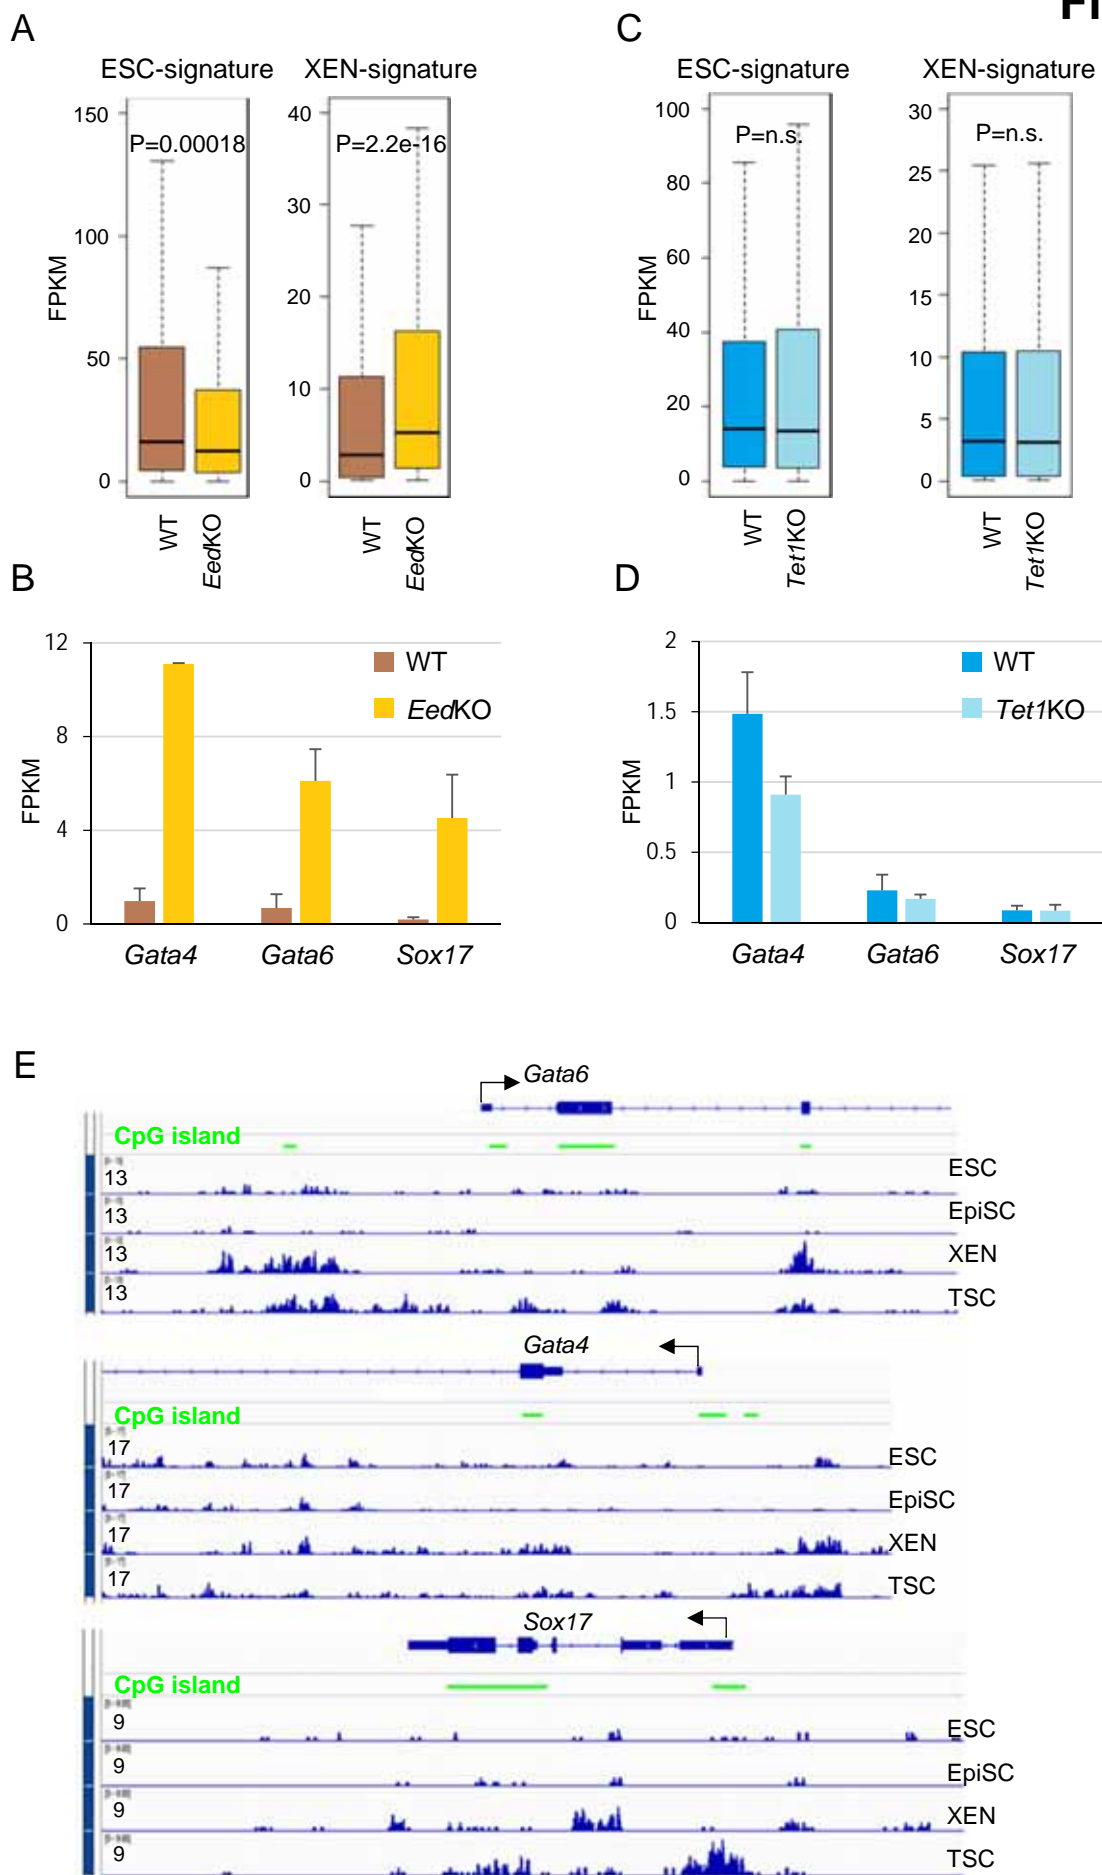 FI
A
ESC-signature
XEN-signature
150
100
50
0
FPKM
P=0.00018
WT
EedKO
40
30
20
10
0
P=2.2e-16
WT
EedKO
C
ESC-signature
XEN-signature
100
80
60
40
20
0
FPKM
P=n.s.
WT
Tet1KO
30
25
20
15
10
5
0
P=n.s.
WT
Tet1KO
B
12
8
4
0
FPKM
WT
EedKO
Gata4
Gata6
Sox17
D
2
1.5
1
0.5
0
FPKM
WT
Tet1KO
Gata4
Gata6
Sox17
E
Gata6
CpG island
13
ESC
13
EpiSC
13
XEN
13
TSC
Gata4
CpG island
17
ESC
17
EpiSC
17
XEN
17
TSC
Sox17
CpG island
9
ESC
9
EpiSC
9
XEN
9
TSC